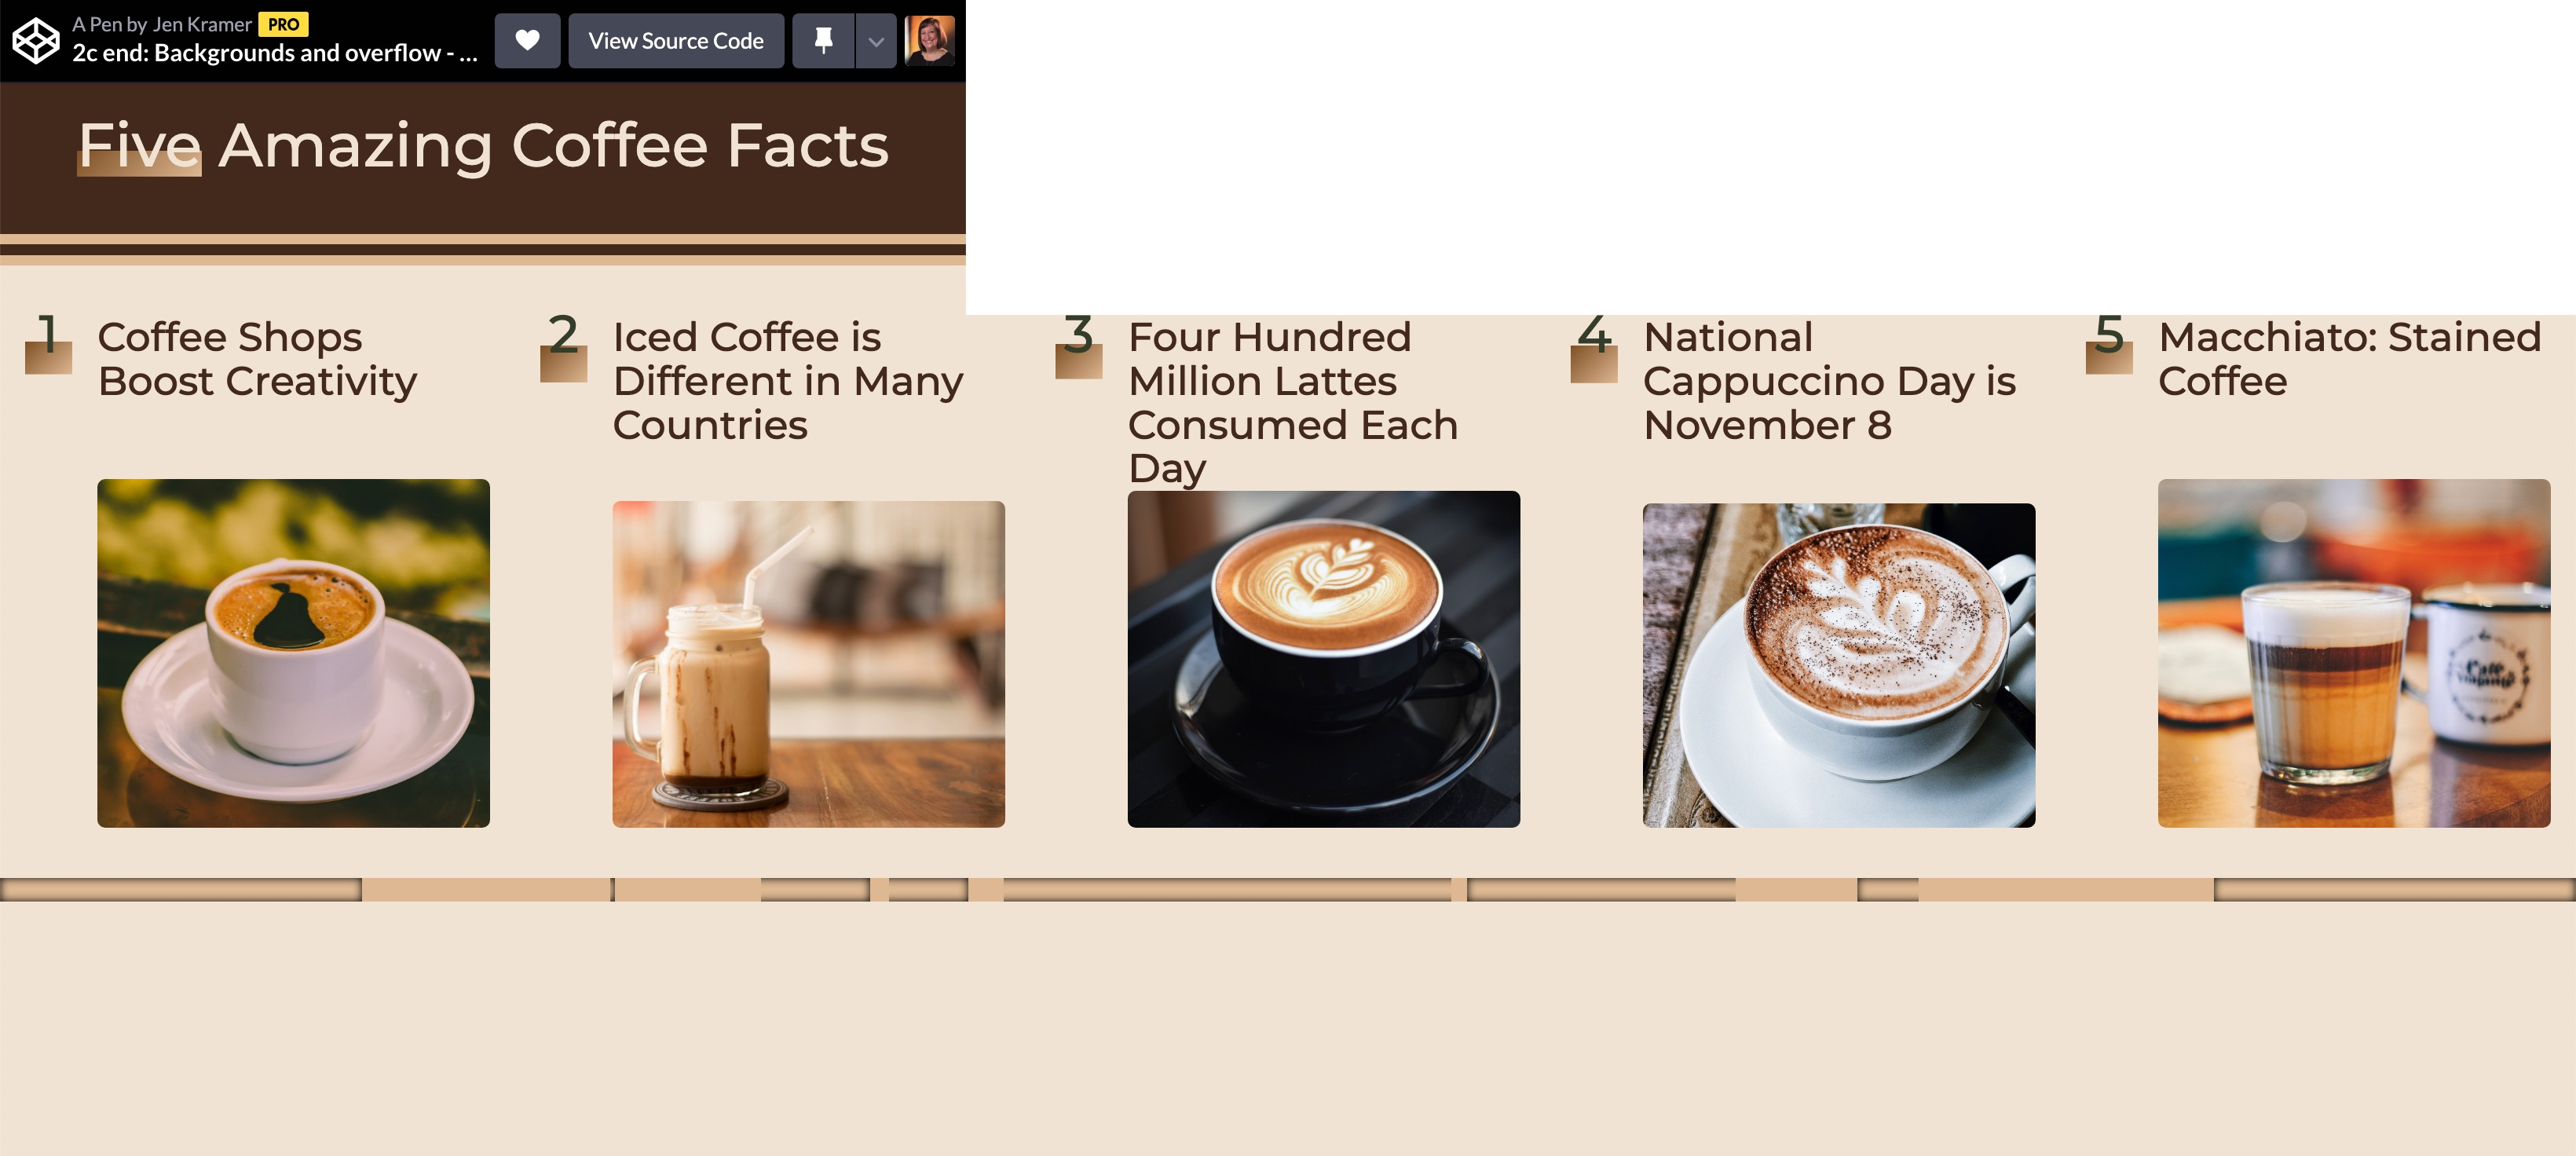 A Pen by Jen Kramer PRO
2c end: Backgrounds and overflow - ...
View Source Code
Five Amazing Coffee Facts
1
Coffee Shops
Boost Creativity
2
Iced Coffee is
Different in Many
Countries
3
Four Hundred
Million Lattes
Consumed Each
Day
4
National
Cappuccino Day is
November 8
5
Macchiato: Stained
Coffee